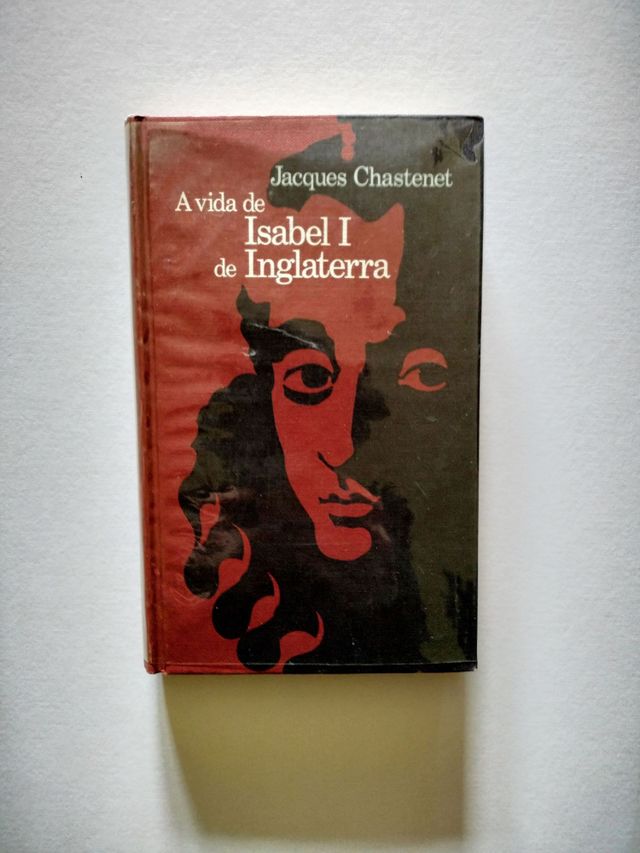 Jacques Chastenet
A vida de
Isabel I
de Inglaterra